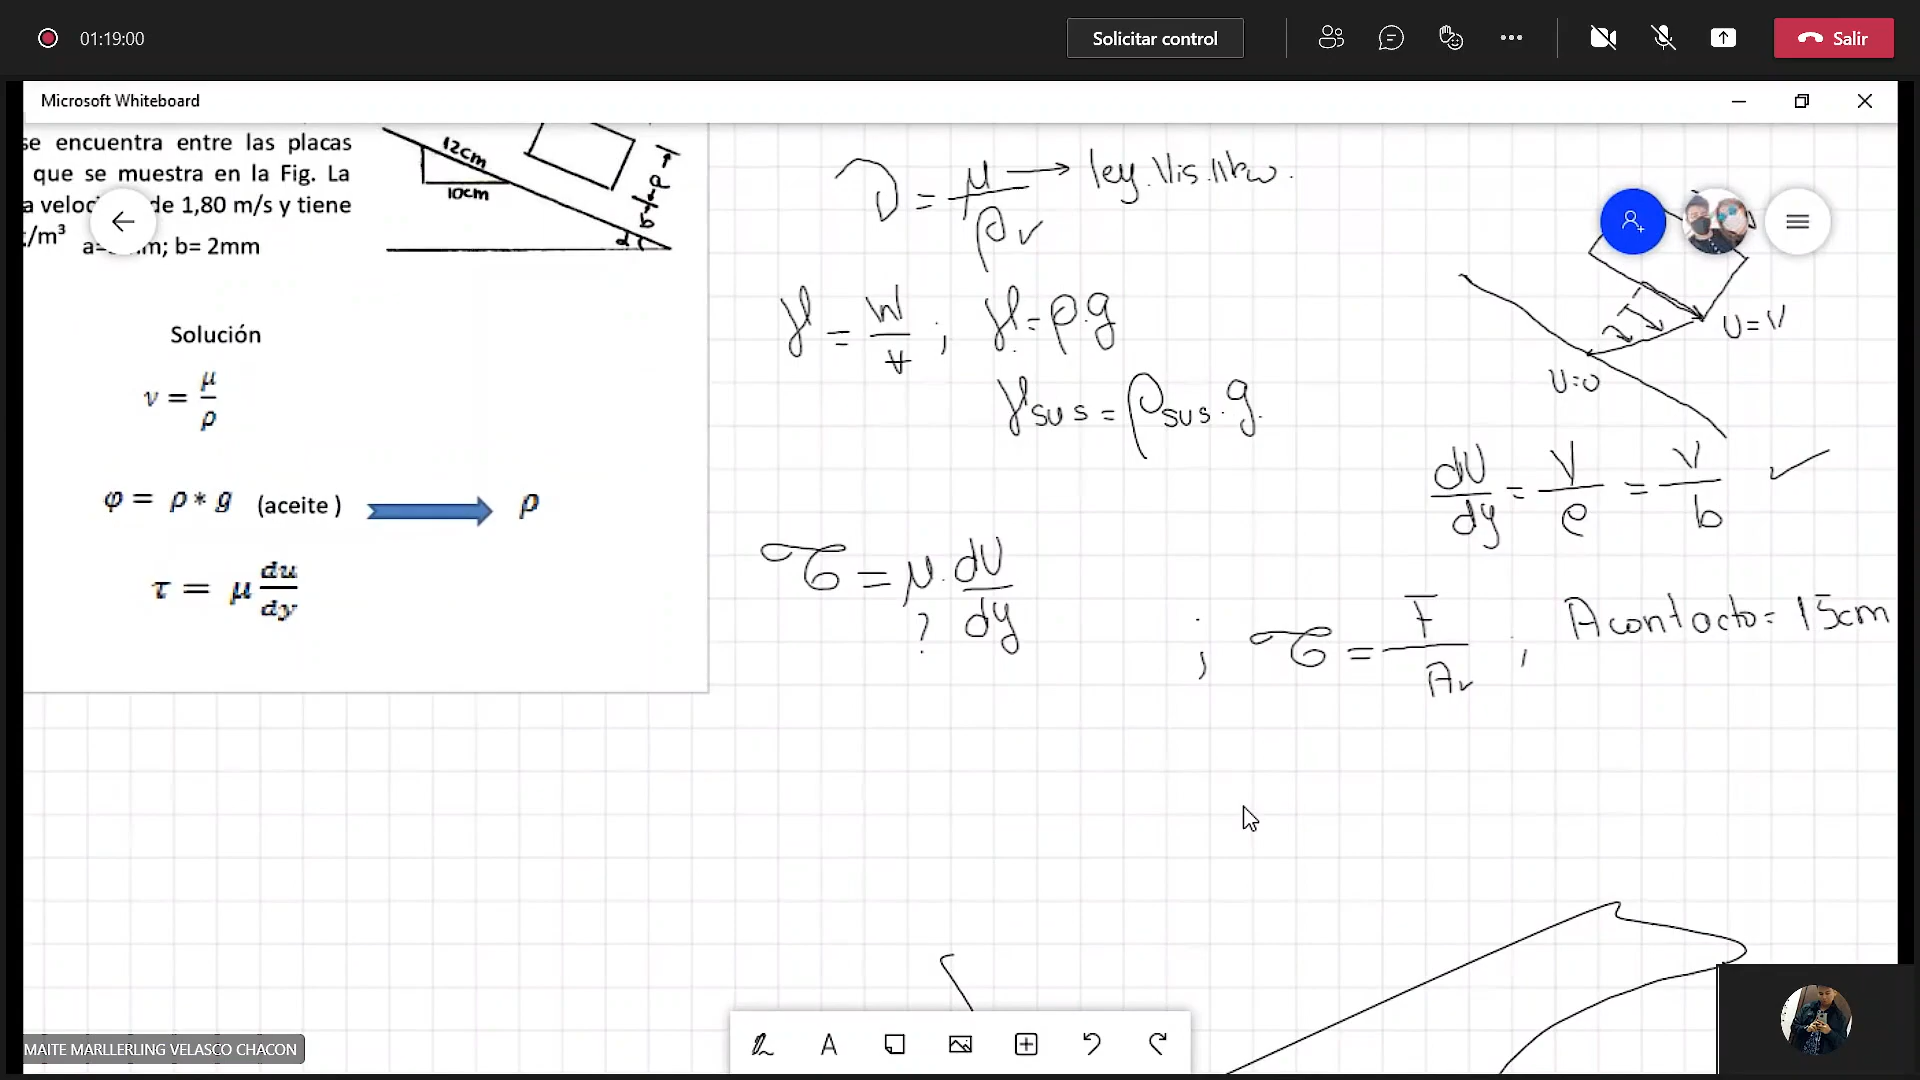 01:19:00
Solicitar control
Salir
Microsoft Whiteboard
se encuentra entre las placas
que se muestra en la Fig. La
de 1,80 m/s y tiene
/m³
b= 2mm
12cm
10cm
a
b
α
Solución
ν = μ/ρ
φ = ρ * g (aceite) ρ
τ = μ du/dy
ν = μ/ρ → ley. Vis. New.
γ = W/V ; γ = ρ.g
γsus = ρsus.g.
U=V
U=0
dU/dy = V/e = V/b ✓
τ = μ. dU/dy
?
; τ = F/A ; A contacto = 15cm
MAITE MARLLERLING VELASCO CHACON